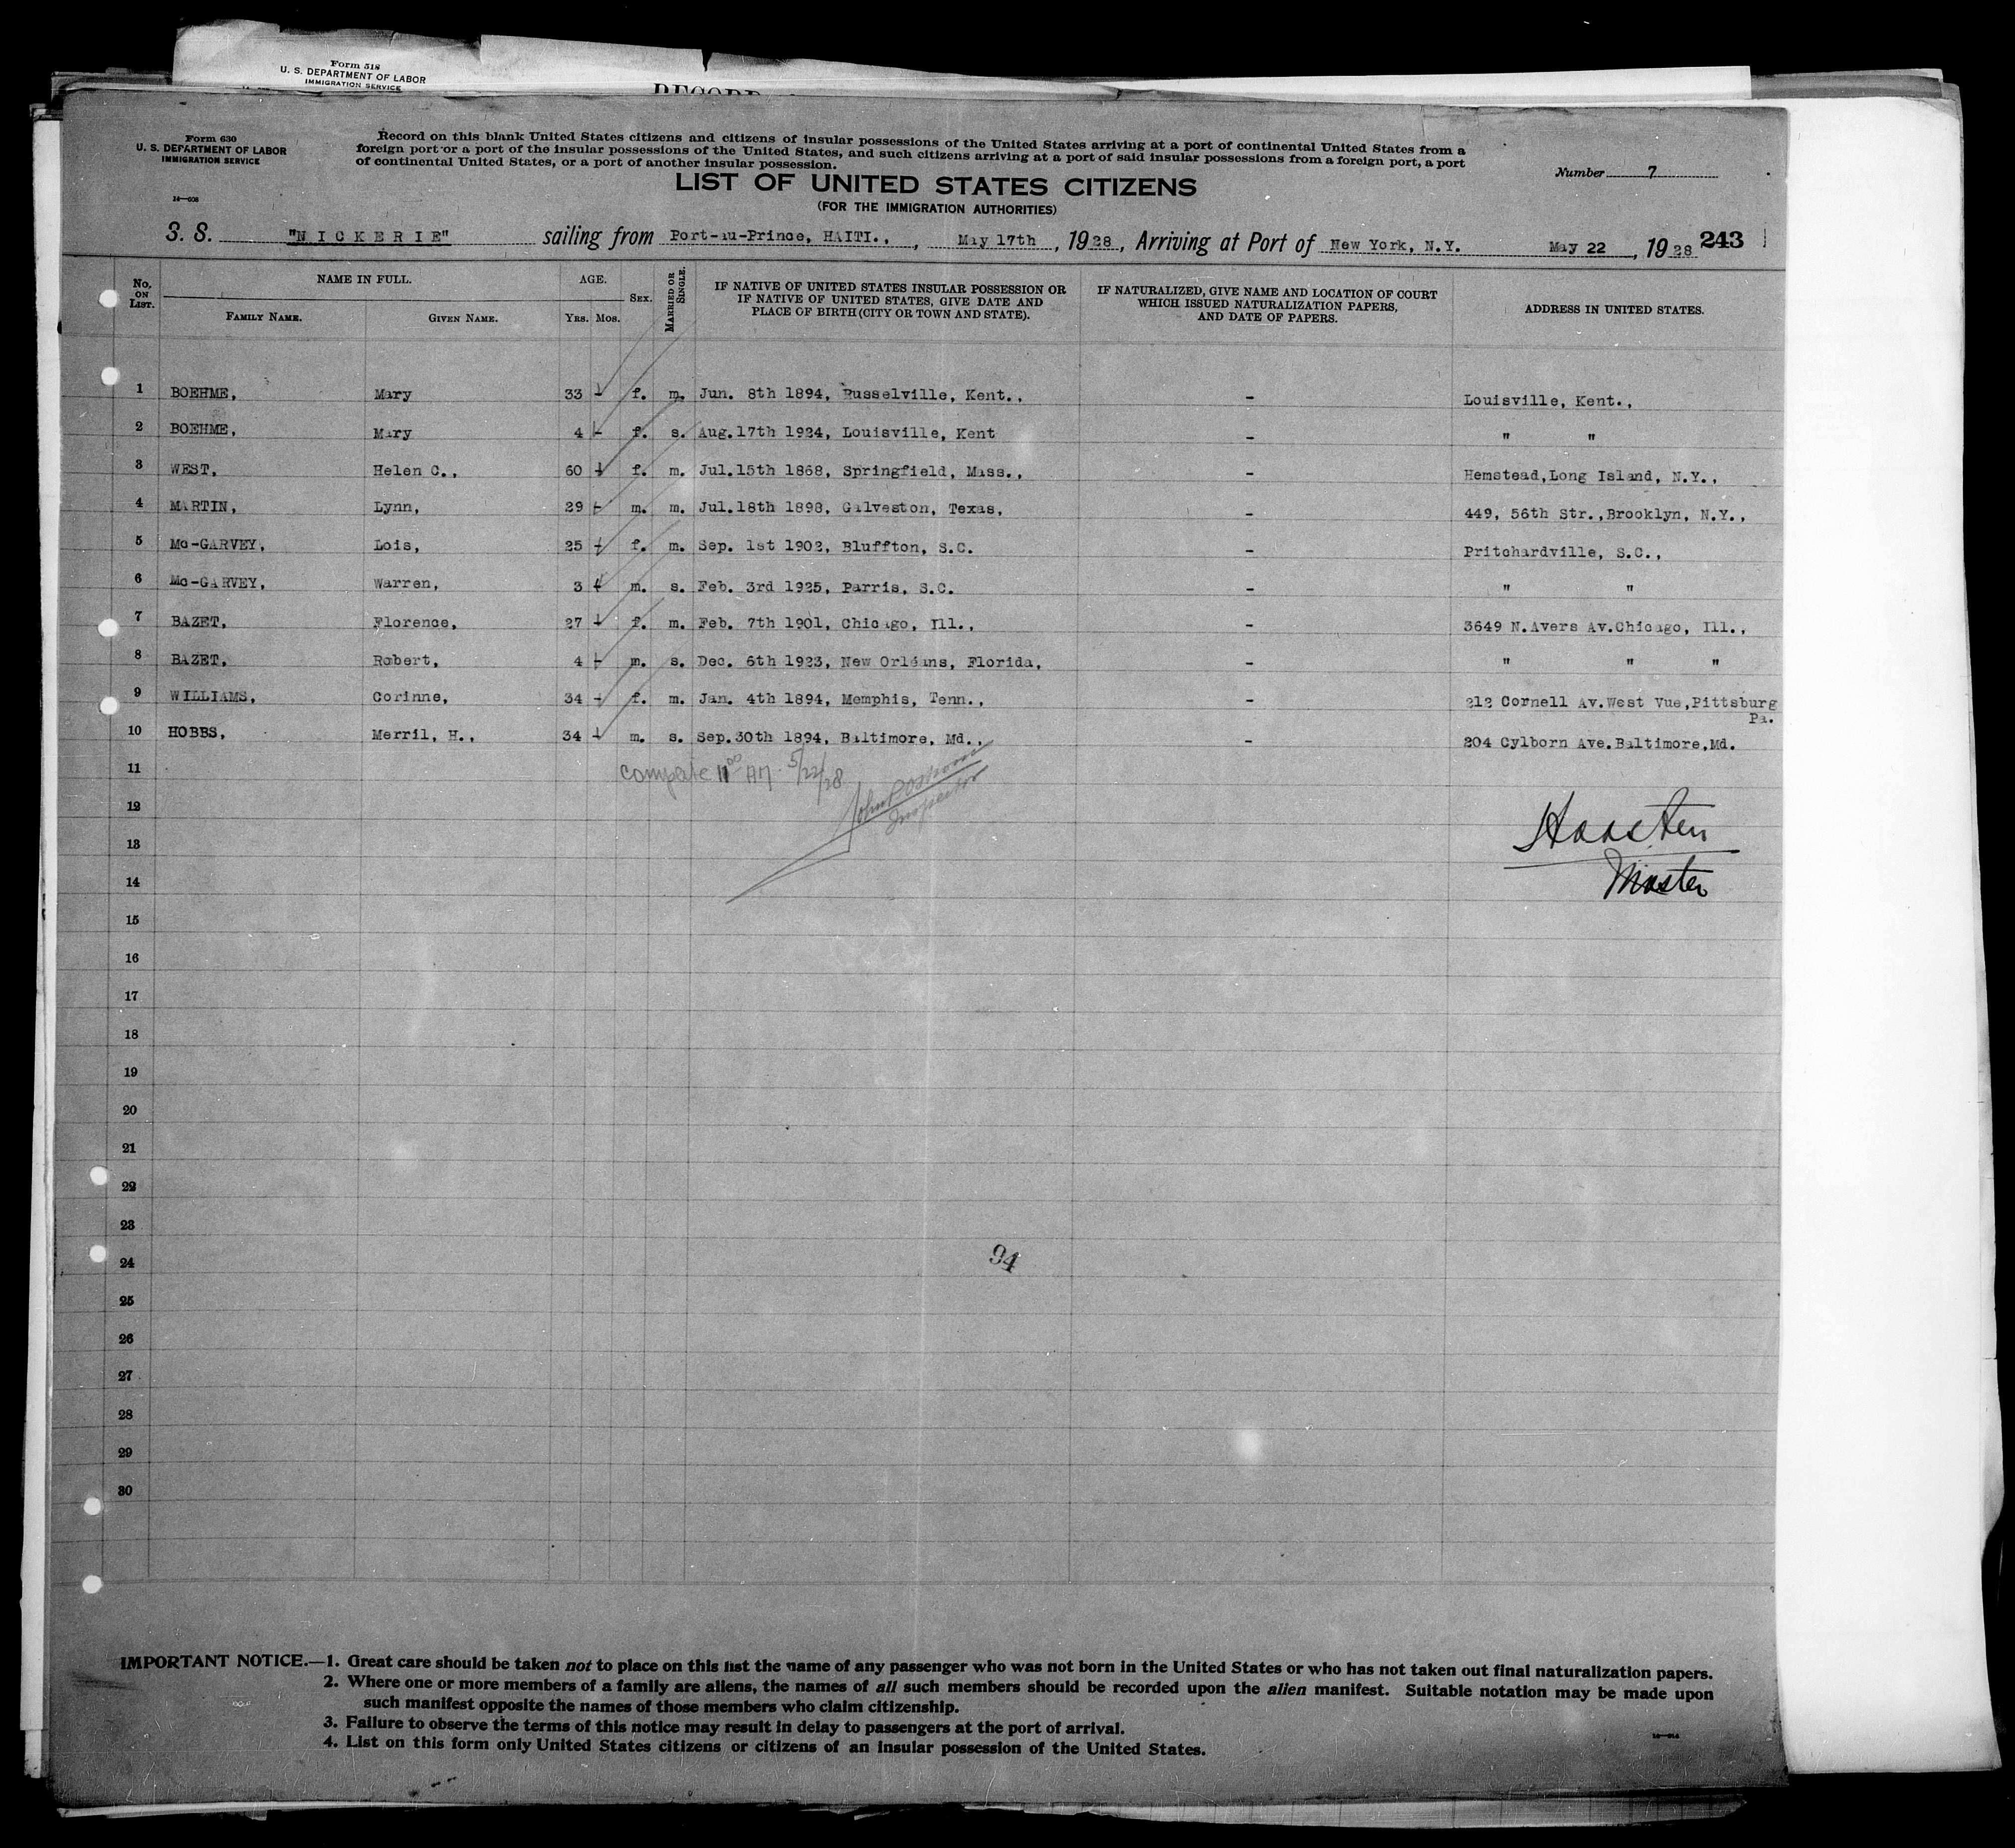 Form 518
U. S. DEPARTMENT OF LABOR
IMMIGRATION SERVICE
Form 630
U. S. DEPARTMENT OF LABOR
IMMIGRATION SERVICE
Record on this blank United States citizens and citizens of insular possessions of the United States arriving at a port of continental United States from a
foreign port or a port of the insular possessions of the United States, and such citizens arriving at a port of said insular possessions from a foreign port, a port
of continental United States, or a port of another insular possession.
Number 7
LIST OF UNITED STATES CITIZENS
(FOR THE IMMIGRATION AUTHORITIES)
S. S. "NICKERIE" sailing from Port-au-Prince, HAITI., , May 17th , 1928, Arriving at Port of New York, N.Y. May 22 , 1928 243
No. ON LIST. NAME IN FULL. AGE. SEX. MARRIED OR SINGLE. IF NATIVE OF UNITED STATES INSULAR POSSESSION OR IF NATIVE OF UNITED STATES, GIVE DATE AND PLACE OF BIRTH (CITY OR TOWN AND STATE). IF NATURALIZED, GIVE NAME AND LOCATION OF COURT WHICH ISSUED NATURALIZATION PAPERS, AND DATE OF PAPERS. ADDRESS IN UNITED STATES.
FAMILY NAME. GIVEN NAME. YRS. MOS.
1 BOEHME, Mary 33 - f. m. Jun. 8th 1894, Russelville, Kent., - Louisville, Kent.,
2 BOEHME, Mary 4 - f. s. Aug.17th 1924, Louisville, Kent - " "
3 WEST, Helen C., 60 - f. m. Jul.15th 1868, Springfield, Mass., - Hemstead,Long Island, N.Y.,
4 MARTIN, Lynn, 29 - m. m. Jul.18th 1898, Galveston, Texas, - 449, 56th Str.,Brooklyn, N.Y.,
5 Mc-GARVEY, Lois, 25 - f. m. Sep. 1st 1902, Bluffton, S.C. - Pritchardville, S.C.,
6 Mc-GARVEY, Warren, 3 4 m. s. Feb. 3rd 1925, Parris, S.C. - " "
7 BAZET, Florence, 27 - f. m. Feb. 7th 1901, Chicago, Ill., - 3649 N.Avers Av.Chicago, Ill.,
8 BAZET, Robert, 4 - m. s. Dec. 6th 1923, New Orléans, Florida, - " " "
9 WILLIAMS, Corinne, 34 - f. m. Jan. 4th 1894, Memphis, Tenn., - 212 Cornell Av.West Vue,Pittsburg
Pa.
10 HOBBS, Merril, H., 34 - m. s. Sep.30th 1894, Baltimore, Md., - 204 Cylborn Ave.Baltimore,Md.
11 Complete 11 00 AM 5/22/28
John
Inspector
12
13
14
Master
15
16
17
18
19
20
21
22
23
24
94
25
26
27
28
29
30
IMPORTANT NOTICE.—1. Great care should be taken not to place on this list the name of any passenger who was not born in the United States or who has not taken out final naturalization papers.
2. Where one or more members of a family are aliens, the names of all such members should be recorded upon the alien manifest. Suitable notation may be made upon
such manifest opposite the names of those members who claim citizenship.
3. Failure to observe the terms of this notice may result in delay to passengers at the port of arrival.
4. List on this form only United States citizens or citizens of an insular possession of the United States.